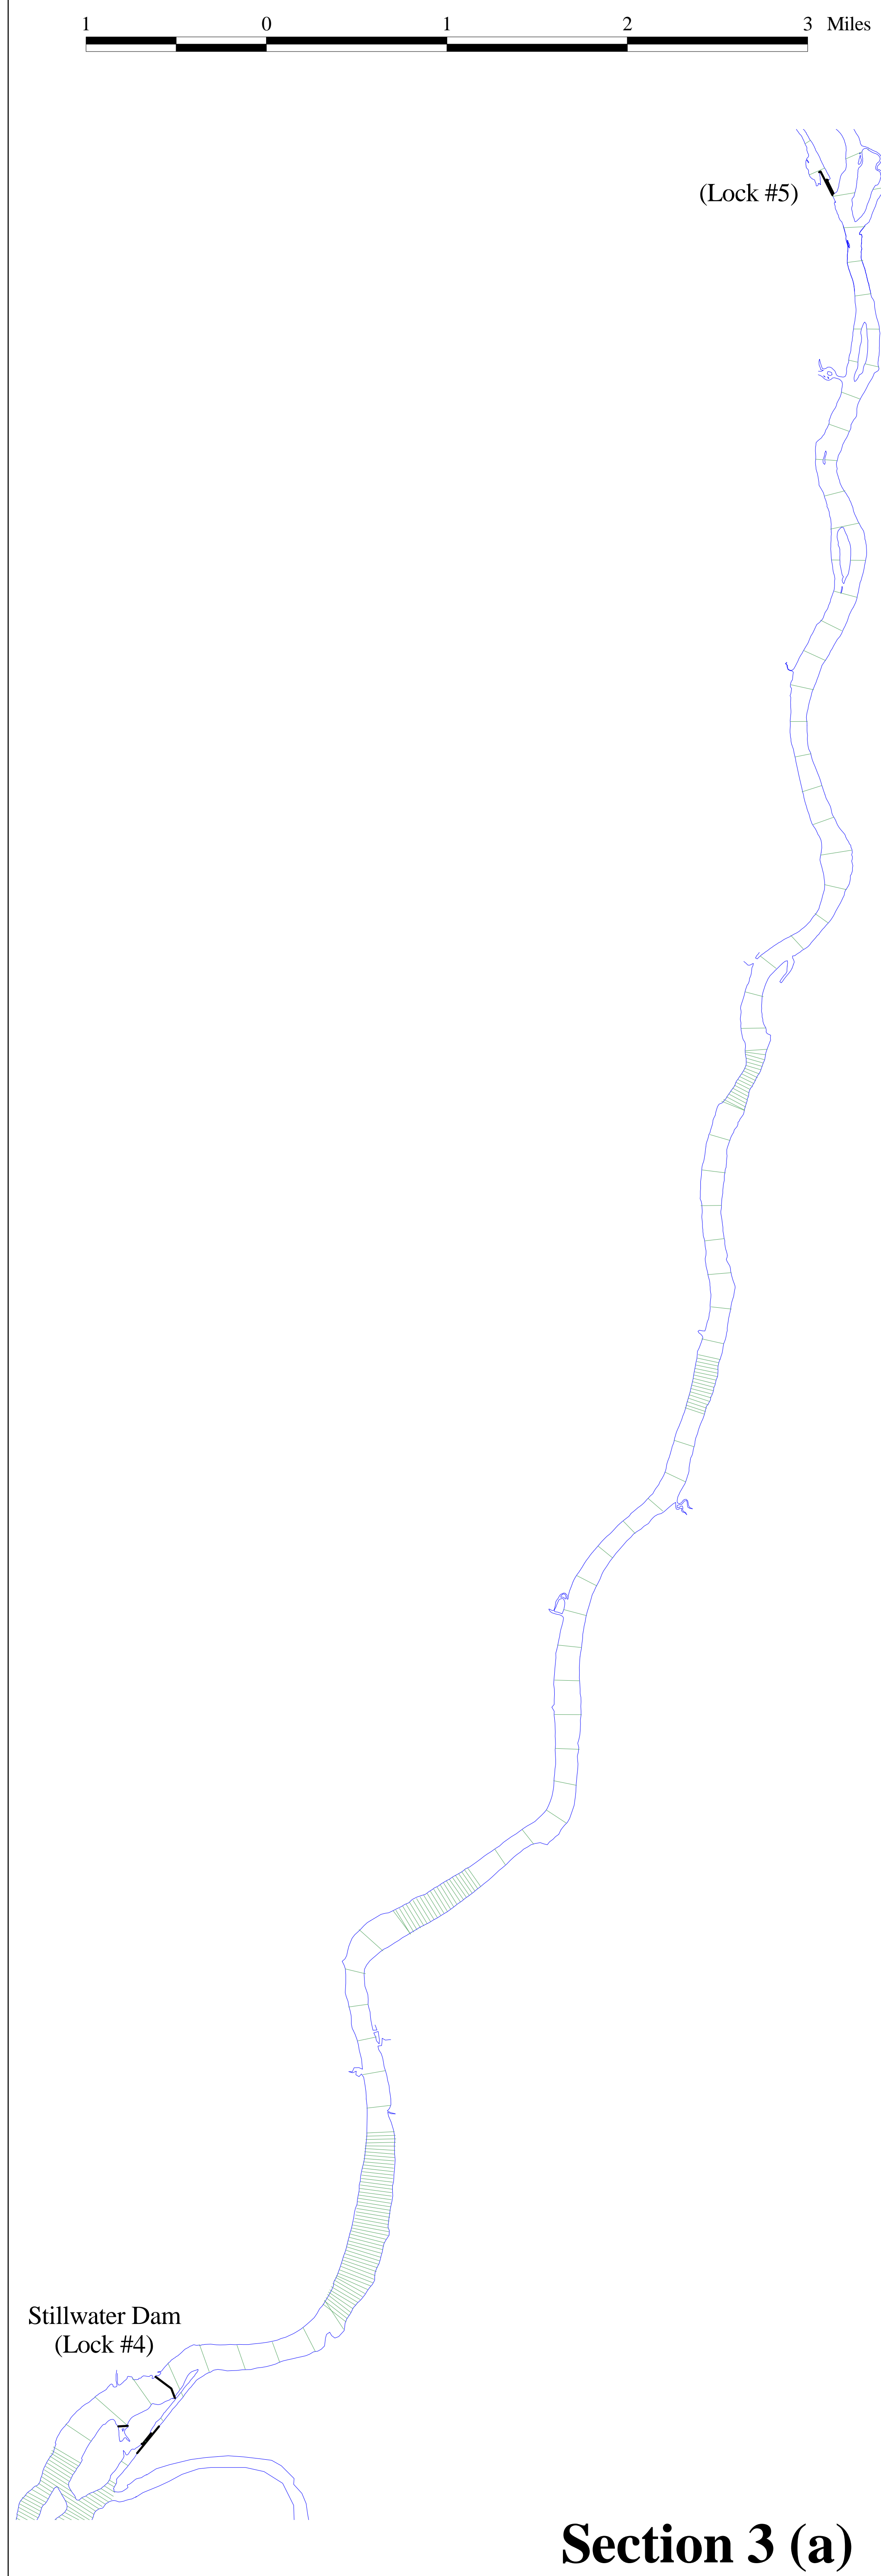 1 0 1 2 3 Miles
(Lock #5)
Stillwater Dam
(Lock #4)
Section 3 (a)